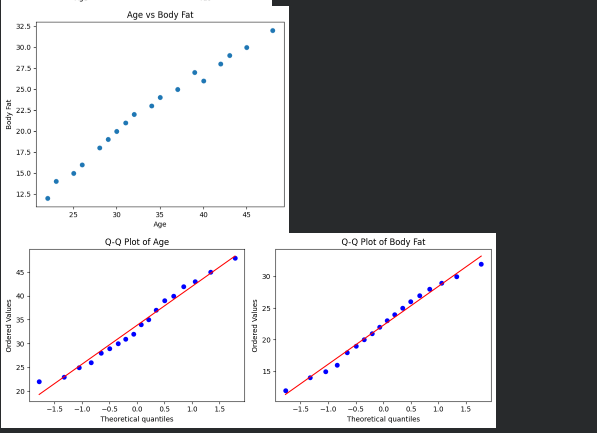 Age vs Body Fat
32.5
30.0
27.5
25.0
22.5
20.0
17.5
15.0
12.5
Body Fat
25 30 35 40 45
Age
Q-Q Plot of Age
45
40
35
30
25
20
Ordered Values
−1.5 −1.0 −0.5 0.0 0.5 1.0 1.5
Theoretical quantiles
Q-Q Plot of Body Fat
30
25
20
15
Ordered Values
−1.5 −1.0 −0.5 0.0 0.5 1.0 1.5
Theoretical quantiles